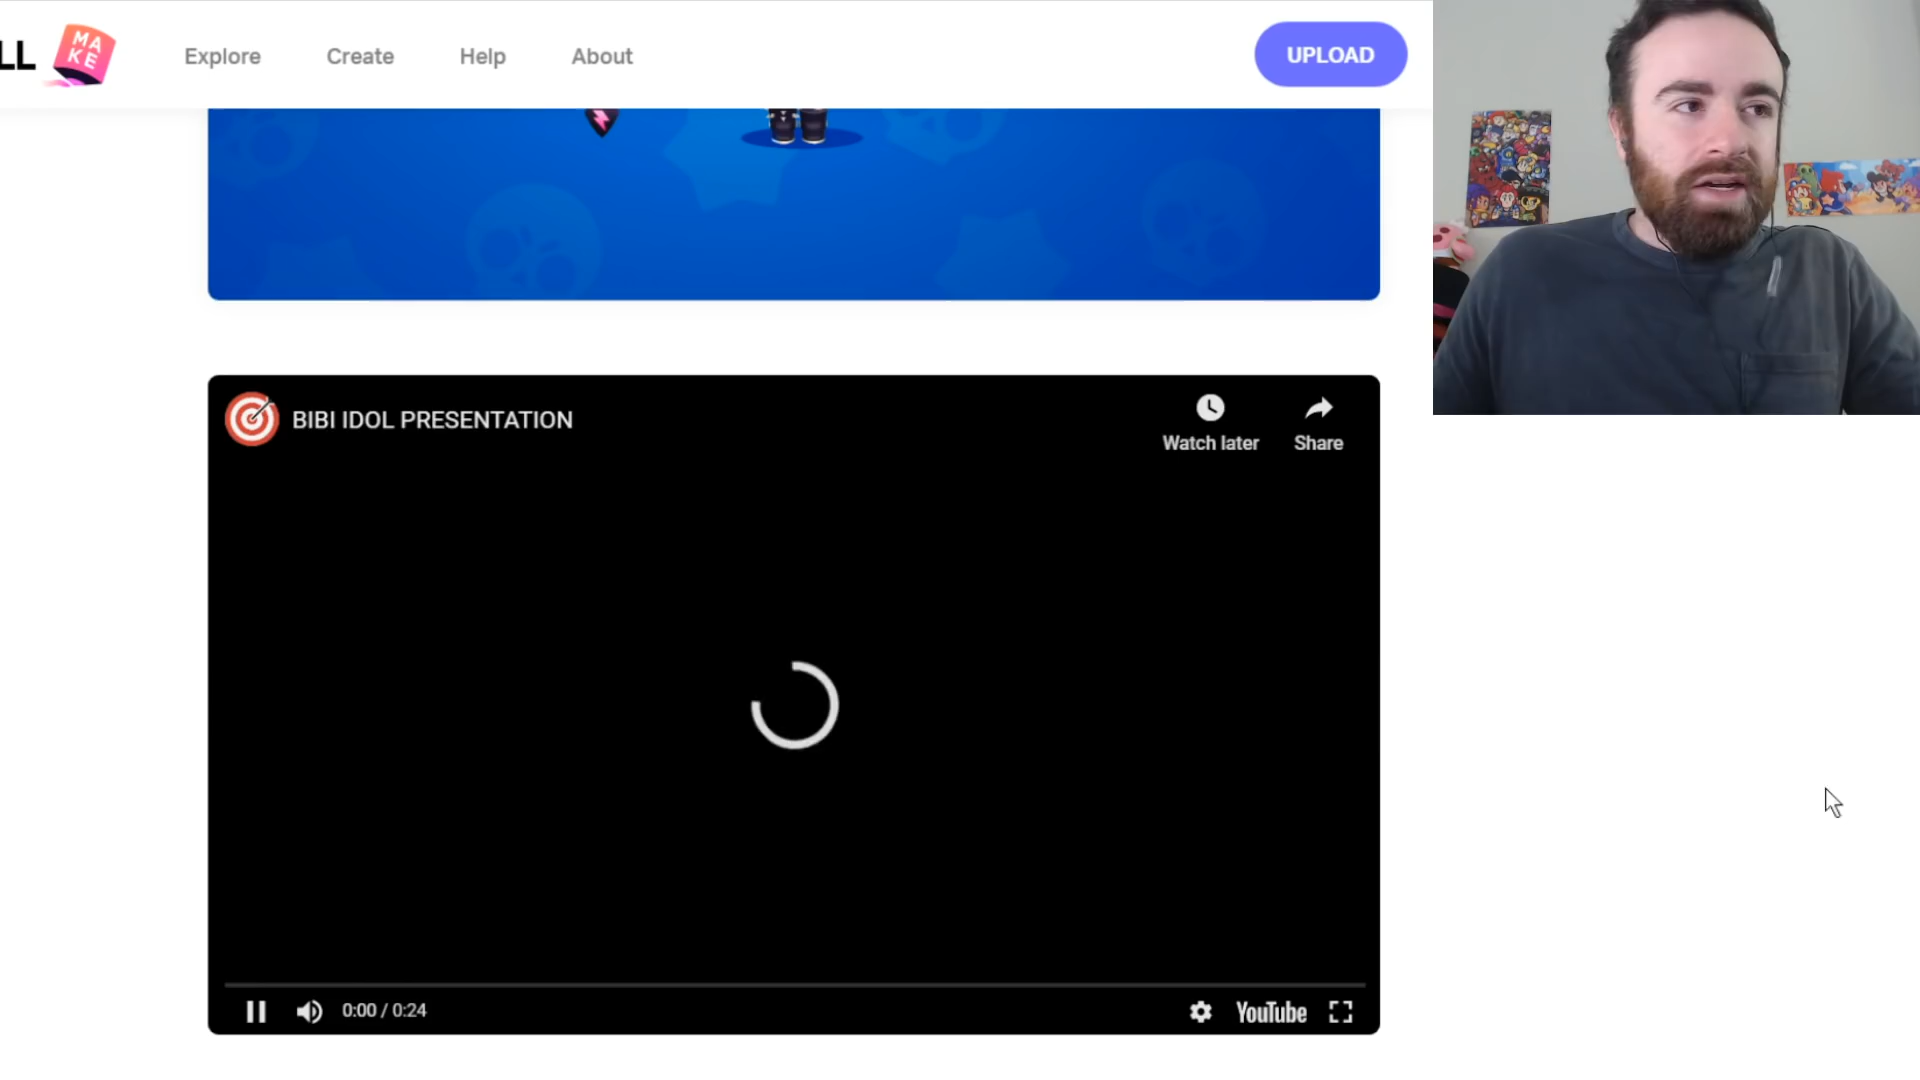 LL
MA
KE
Explore
Create
Help
About
UPLOAD
BIBI IDOL PRESENTATION
Watch later
Share
0:00 / 0:24
YouTube